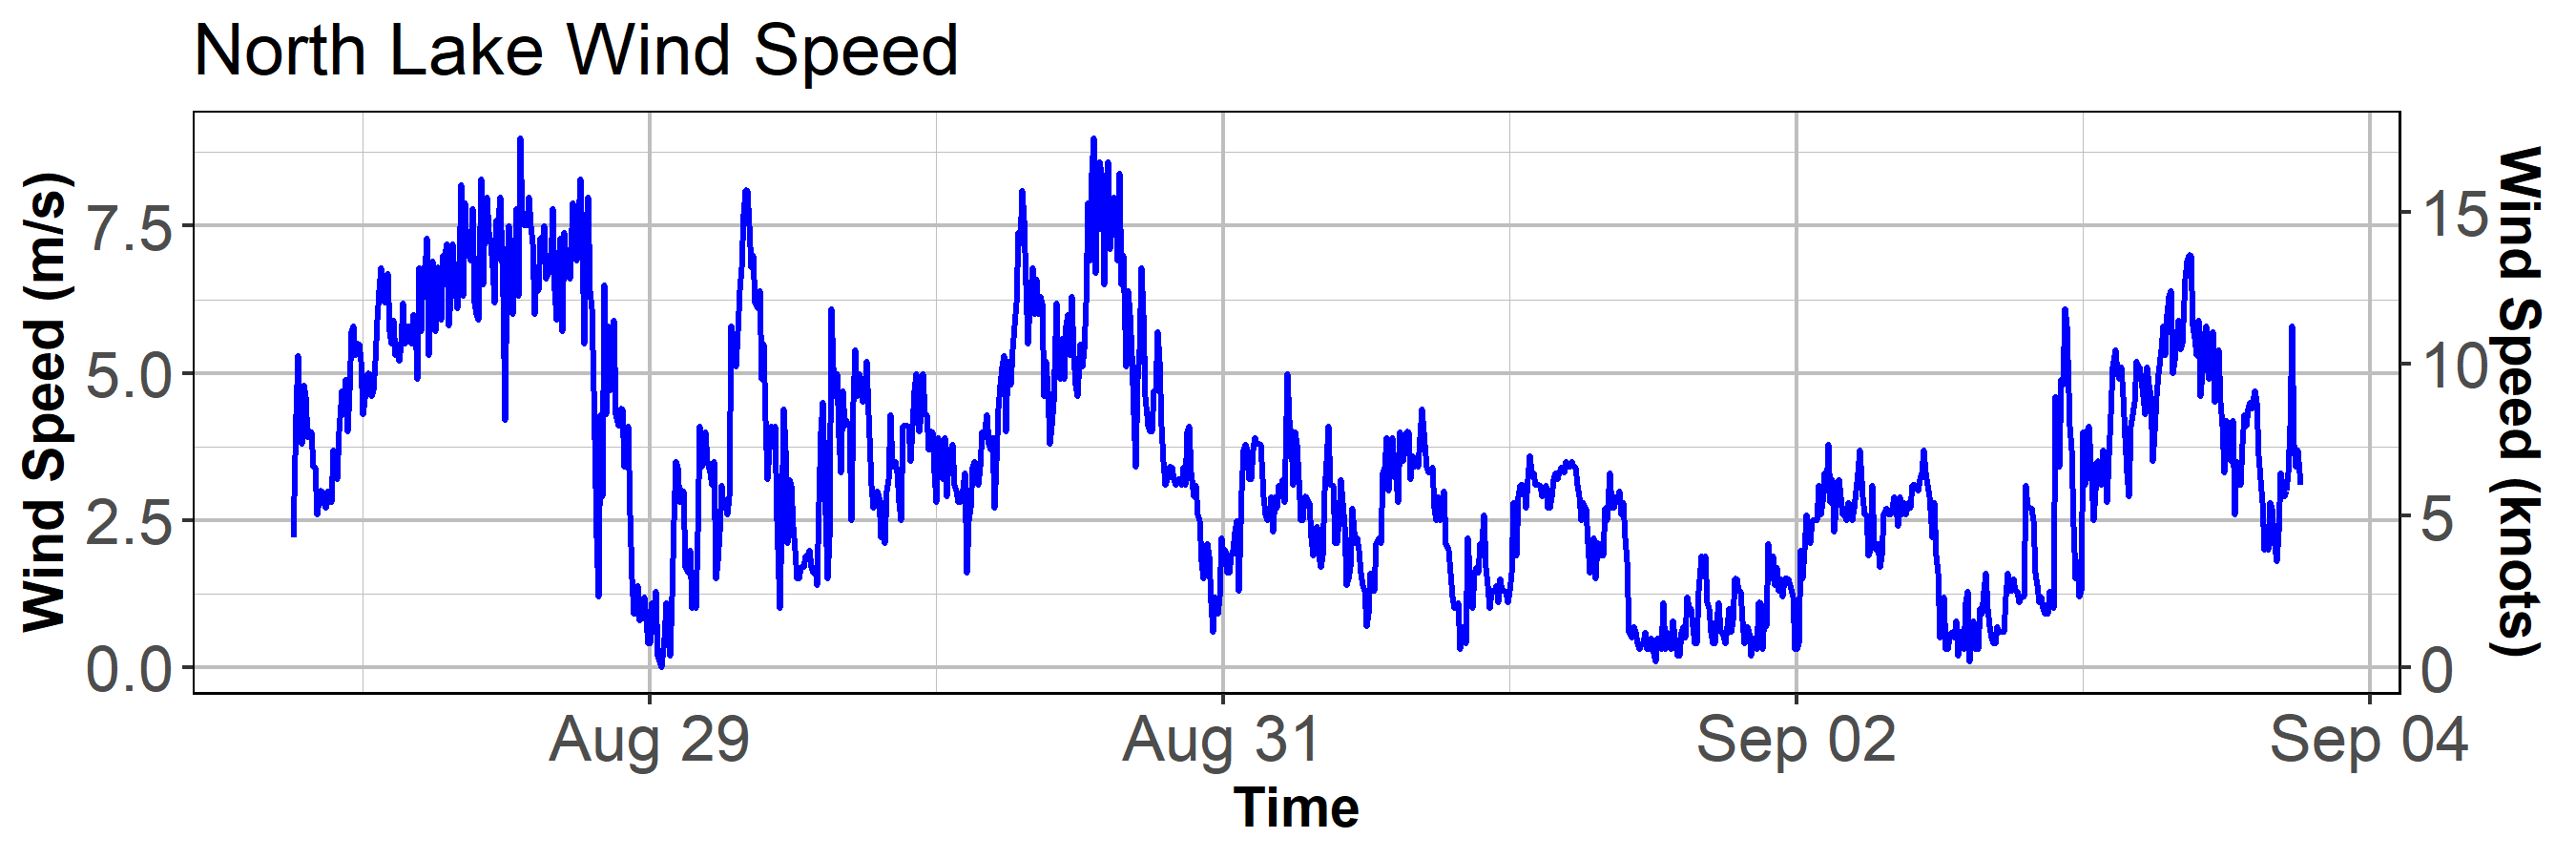 North Lake Wind Speed
Wind Speed (m/s)
7.5
5.0
2.5
0.0
15
10
5
0
Wind Speed (knots)
Aug 29
Aug 31
Sep 02
Sep 04
Time